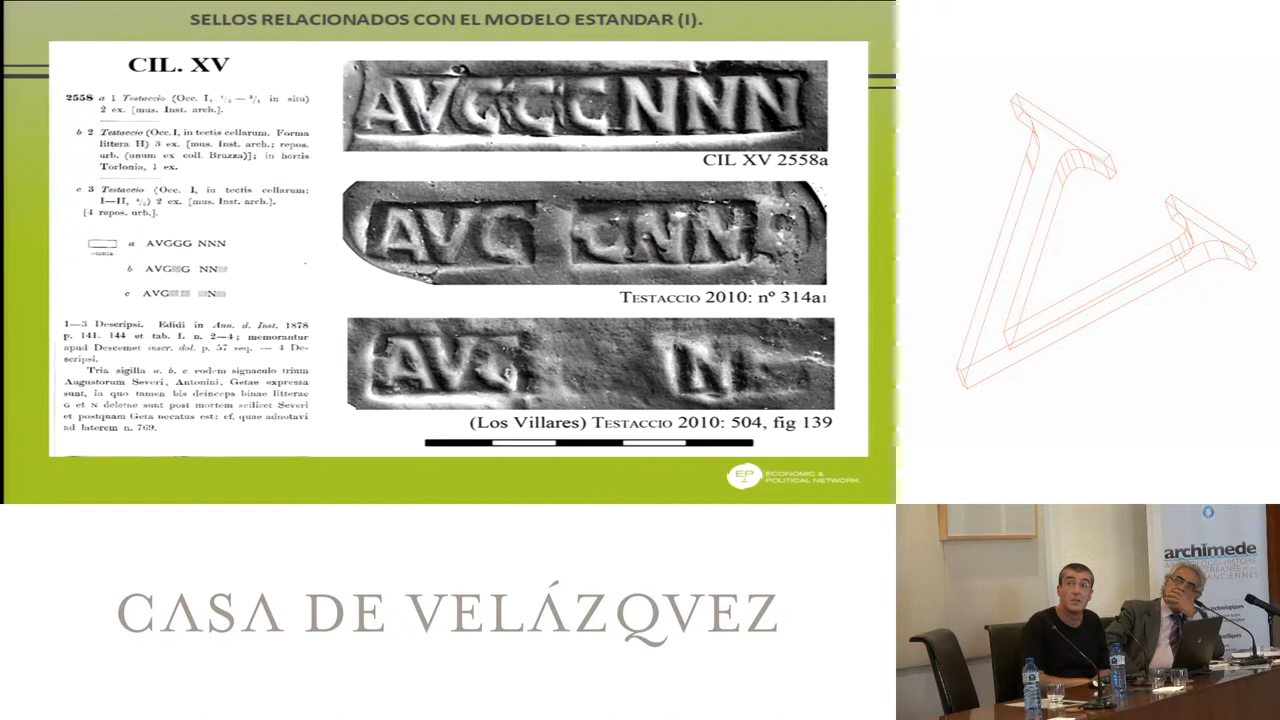 SELLOS RELACIONADOS CON EL MODELO ESTANDAR (I).
CIL. XV
2558 a 1 Testaccio (Occ. I, in situ)
2 ex. [mus. Inst. arch.].
b 2 Testaccio (Occ. I, in tectis cellarum. Forma
littera H) 3 ex. [mus. Inst. arch.; repos.
urb. (unum ex coll. Bruzza)]; in hortis
Torlonia, 1 ex.
c 3 Testaccio (Occ. I, in tectis cellarum;
I—II, ) 2 ex. [mus. Inst. arch.].
[4 repos. urb.].
a AVGGG NNN
b AVG G NN
c AVG N
1—3 Descripsi. Edidi in Ann. d. Inst. 1878
p. 141. 144 et tab. L n. 2—4; memorantur
apud Descemet inscr. dol. p. 57 seq. — 4 De-
scripsi.
Tria sigilla a. b. c eodem signaculo trium
Augustorum Severi, Antonini, Getae expressa
sunt, in quo tamen bis deinceps binae litterae
G et N deletae sunt post mortem scilicet Severi
et postquam Geta necatus est: cf. quae adnotavi
ad laterem n. 769.
AVGGG NNN
CIL XV 2558a
AVG GNN
TESTACCIO 2010: nº 314a1
AVG N
(Los Villares) TESTACCIO 2010: 504, fig 139
EP
ECONOMIC &
POLITICAL NETWORK
CASA DE VELÁZQVEZ
archimede